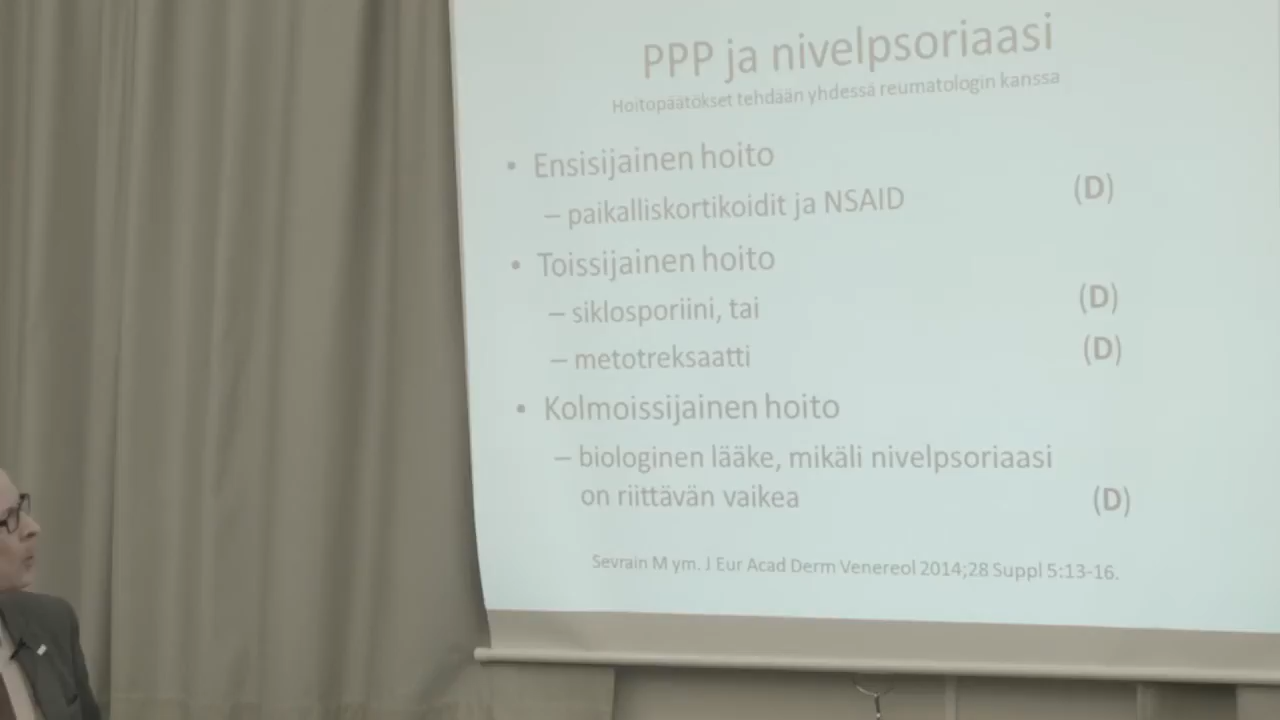 PPP ja nivelpsoriaasi
Hoitopäätökset tehdään yhdessä reumatologin kanssa
• Ensisijainen hoito
– paikalliskortikoidit ja NSAID (D)
• Toissijainen hoito
– siklosporiini, tai (D)
– metotreksaatti (D)
• Kolmoissijainen hoito
– biologinen lääke, mikäli nivelpsoriaasi
on riittävän vaikea (D)
Sevrain M ym. J Eur Acad Derm Venereol 2014;28 Suppl 5:13-16.